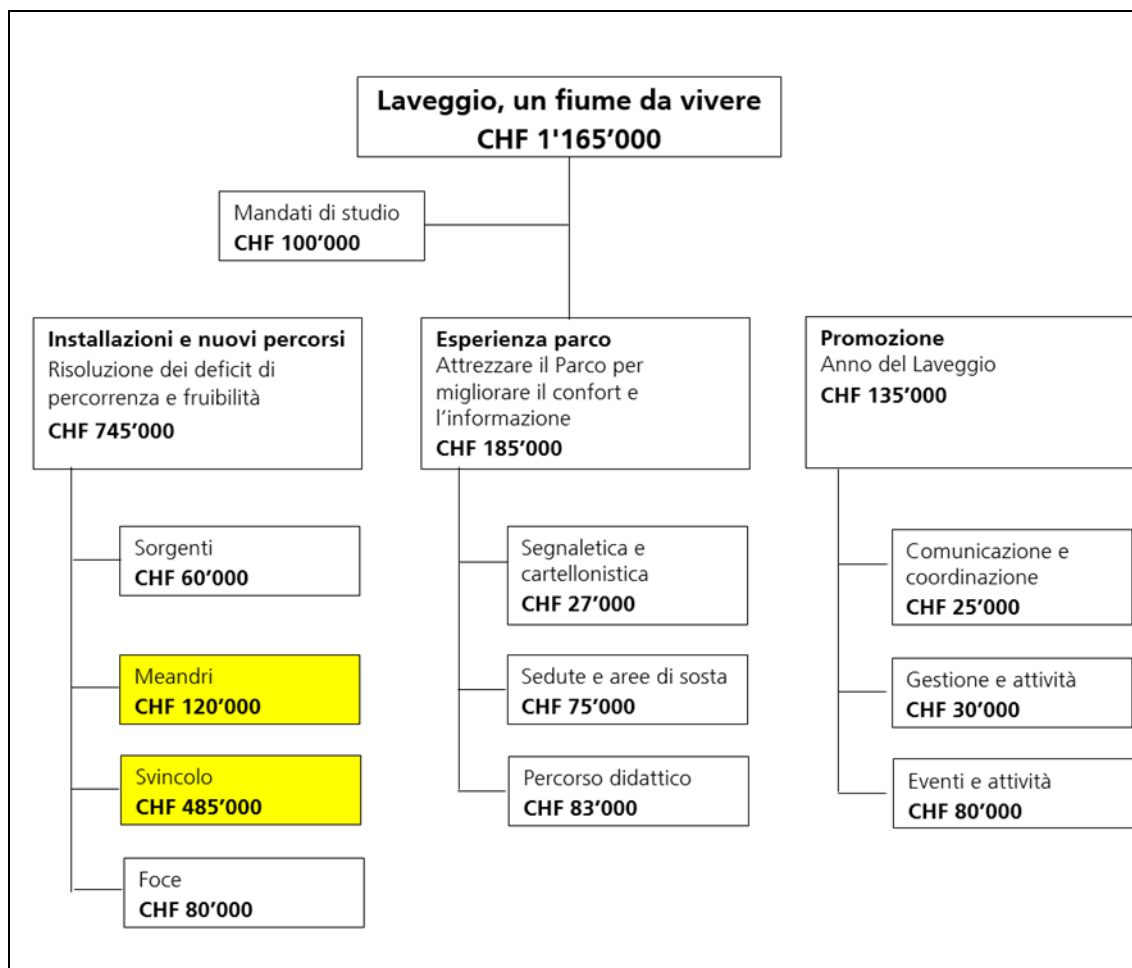 Laveggio, un fiume da vivere
CHF 1'165’000
Mandati di studio
CHF 100’000
Installazioni e nuovi percorsi
Risoluzione dei deficit di
percorrenza e fruibilità
CHF 745’000
Esperienza parco
Attrezzare il Parco per
migliorare il confort e
l’informazione
CHF 185’000
Promozione
Anno del Laveggio
CHF 135’000
Sorgenti
CHF 60’000
Meandri
CHF 120’000
Svincolo
CHF 485’000
Foce
CHF 80’000
Segnaletica e
cartellonistica
CHF 27’000
Sedute e aree di sosta
CHF 75’000
Percorso didattico
CHF 83’000
Comunicazione e
coordinazione
CHF 25’000
Gestione e attività
CHF 30’000
Eventi e attività
CHF 80’000